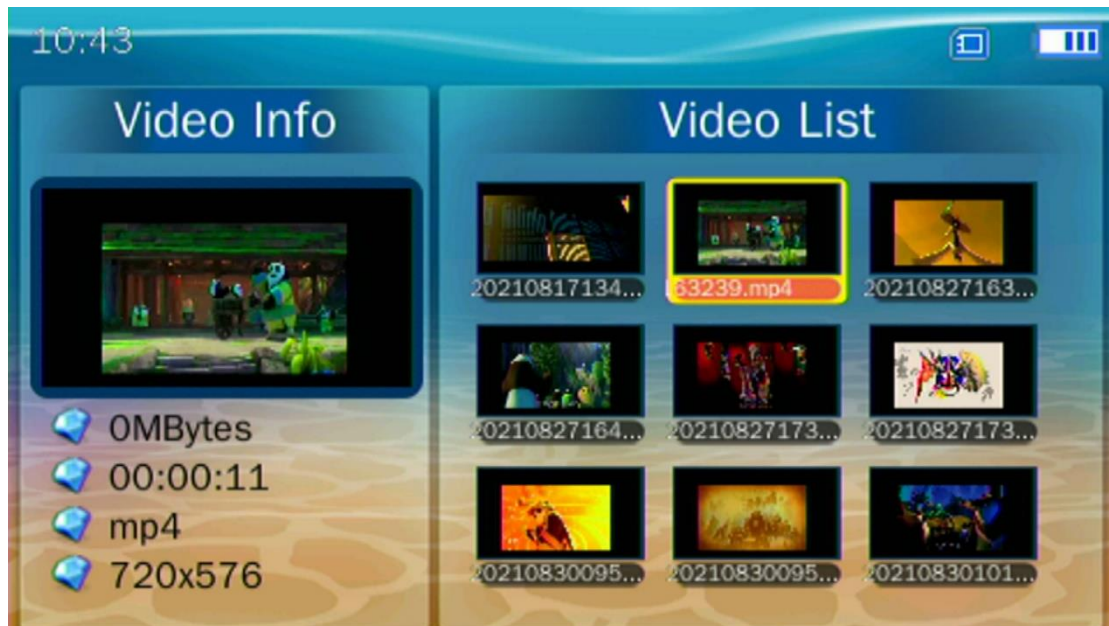 10:43
Video Info
Video List
20210817134...
63239.mp4
20210827163...
0MBytes
00:00:11
mp4
720x576
20210827164...
20210827173...
20210827173...
20210830095...
20210830095...
20210830101...